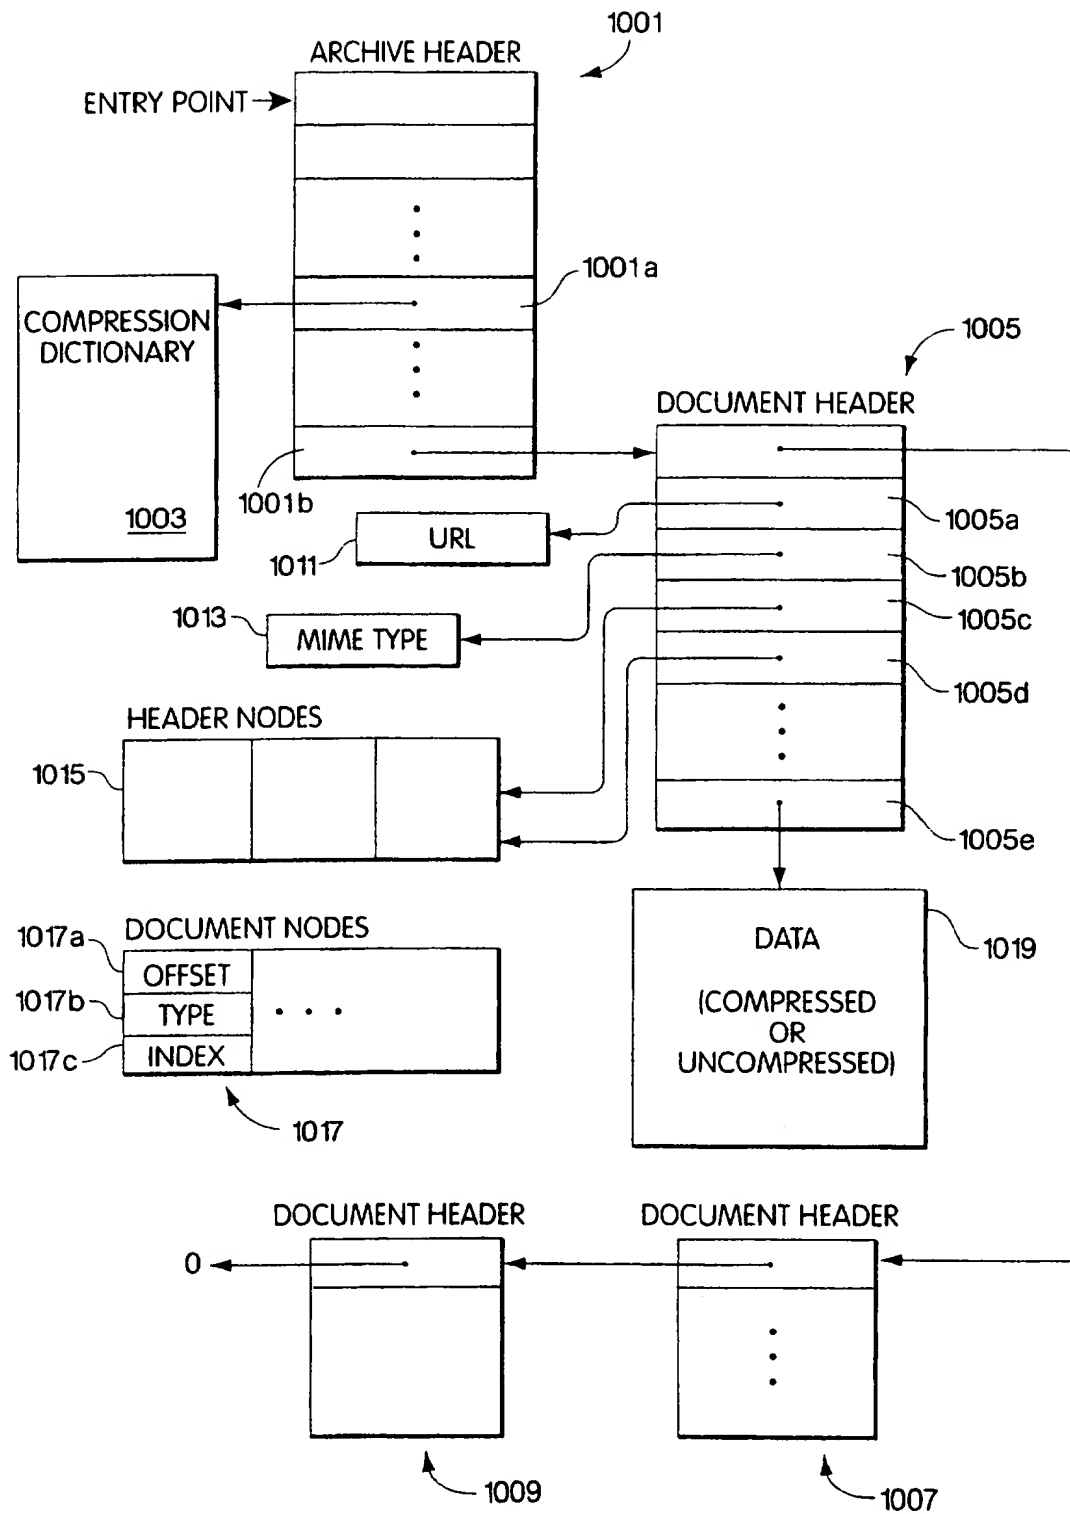 1001
ARCHIVE HEADER
ENTRY POINT
1001a
COMPRESSION
DICTIONARY
1003
1005
DOCUMENT HEADER
1001b
1005a
URL
1011
1005b
1013
MIME TYPE
1005c
1005d
HEADER NODES
1015
1005e
DOCUMENT NODES
1017a
OFFSET
1017b
TYPE
1017c
INDEX
1017
DATA
(COMPRESSED
OR
UNCOMPRESSED)
1019
DOCUMENT HEADER
DOCUMENT HEADER
0
1009
1007